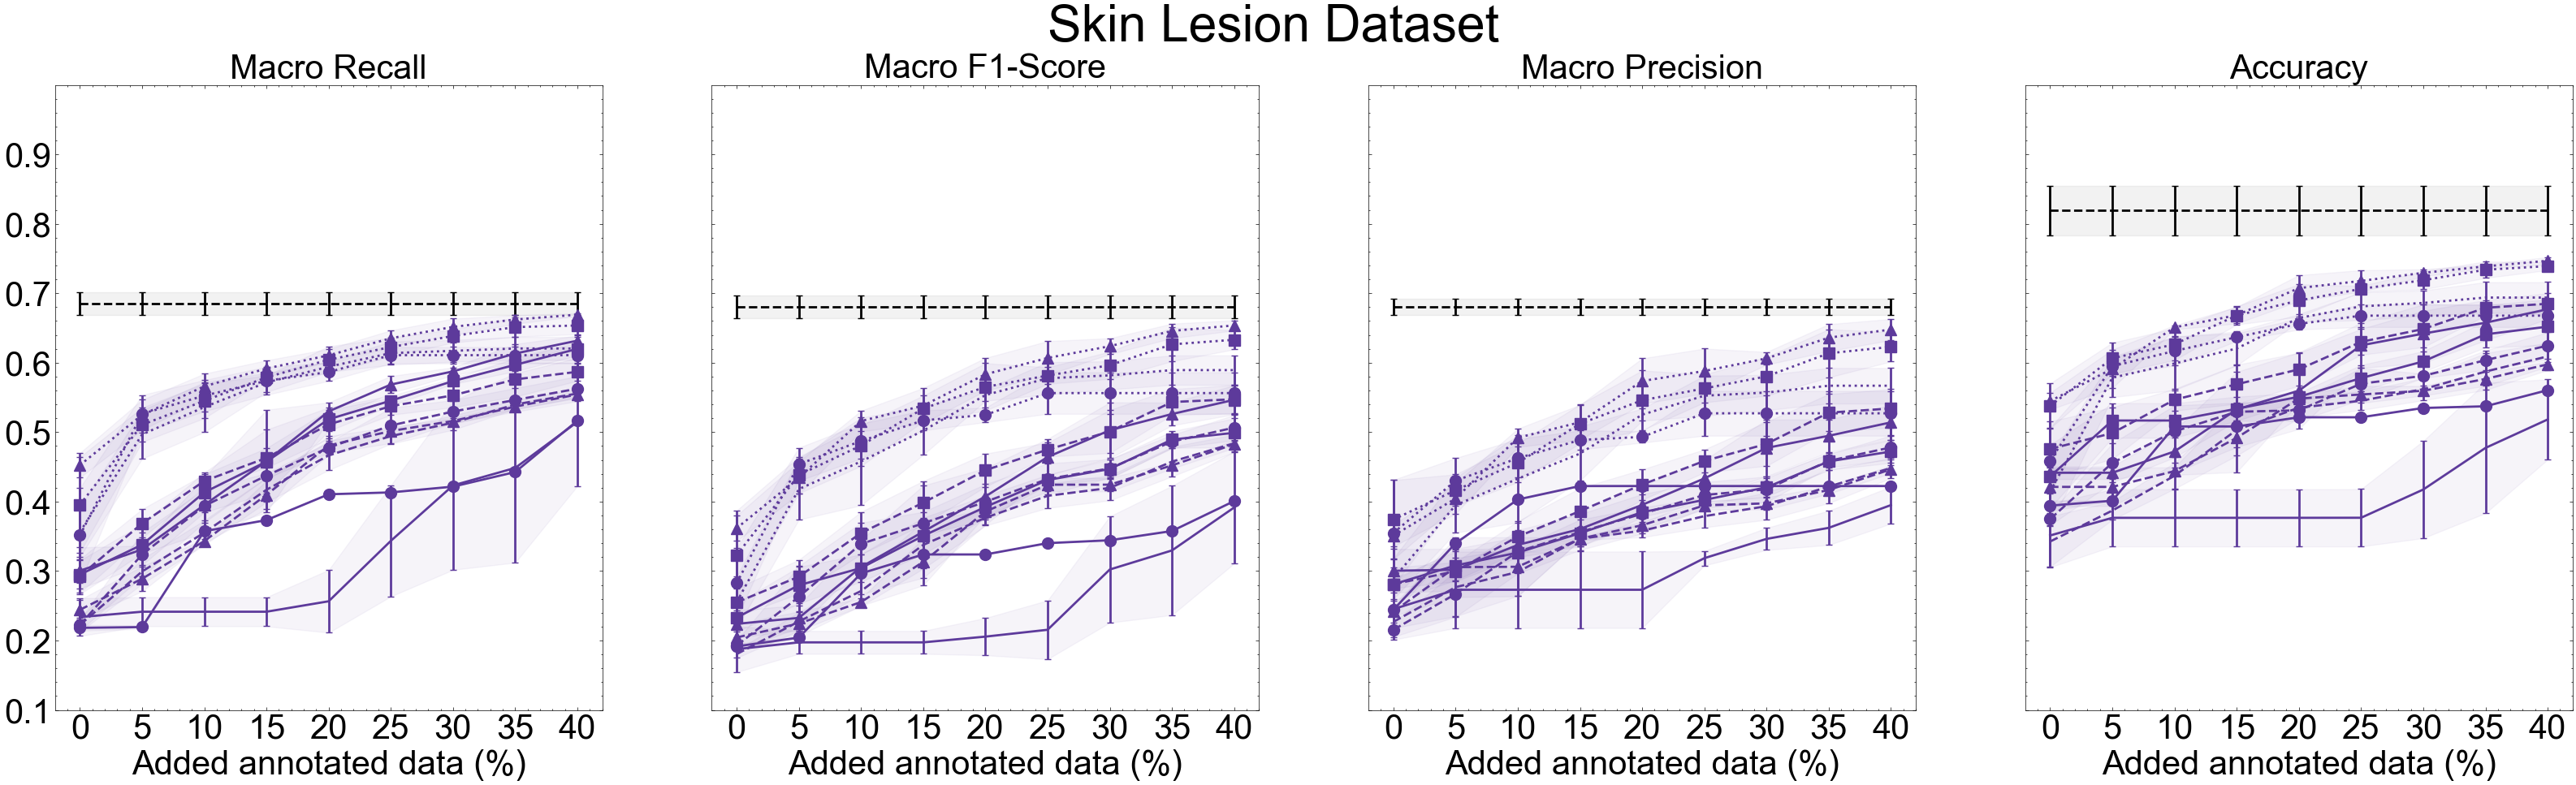 Skin Lesion Dataset
Macro Recall
Macro F1-Score
Macro Precision
Accuracy
0.9
0.8
0.7
0.6
0.5
0.4
0.3
0.2
0.1
0 5 10 15 20 25 30 35 40
0 5 10 15 20 25 30 35 40
0 5 10 15 20 25 30 35 40
0 5 10 15 20 25 30 35 40
Added annotated data (%)
Added annotated data (%)
Added annotated data (%)
Added annotated data (%)